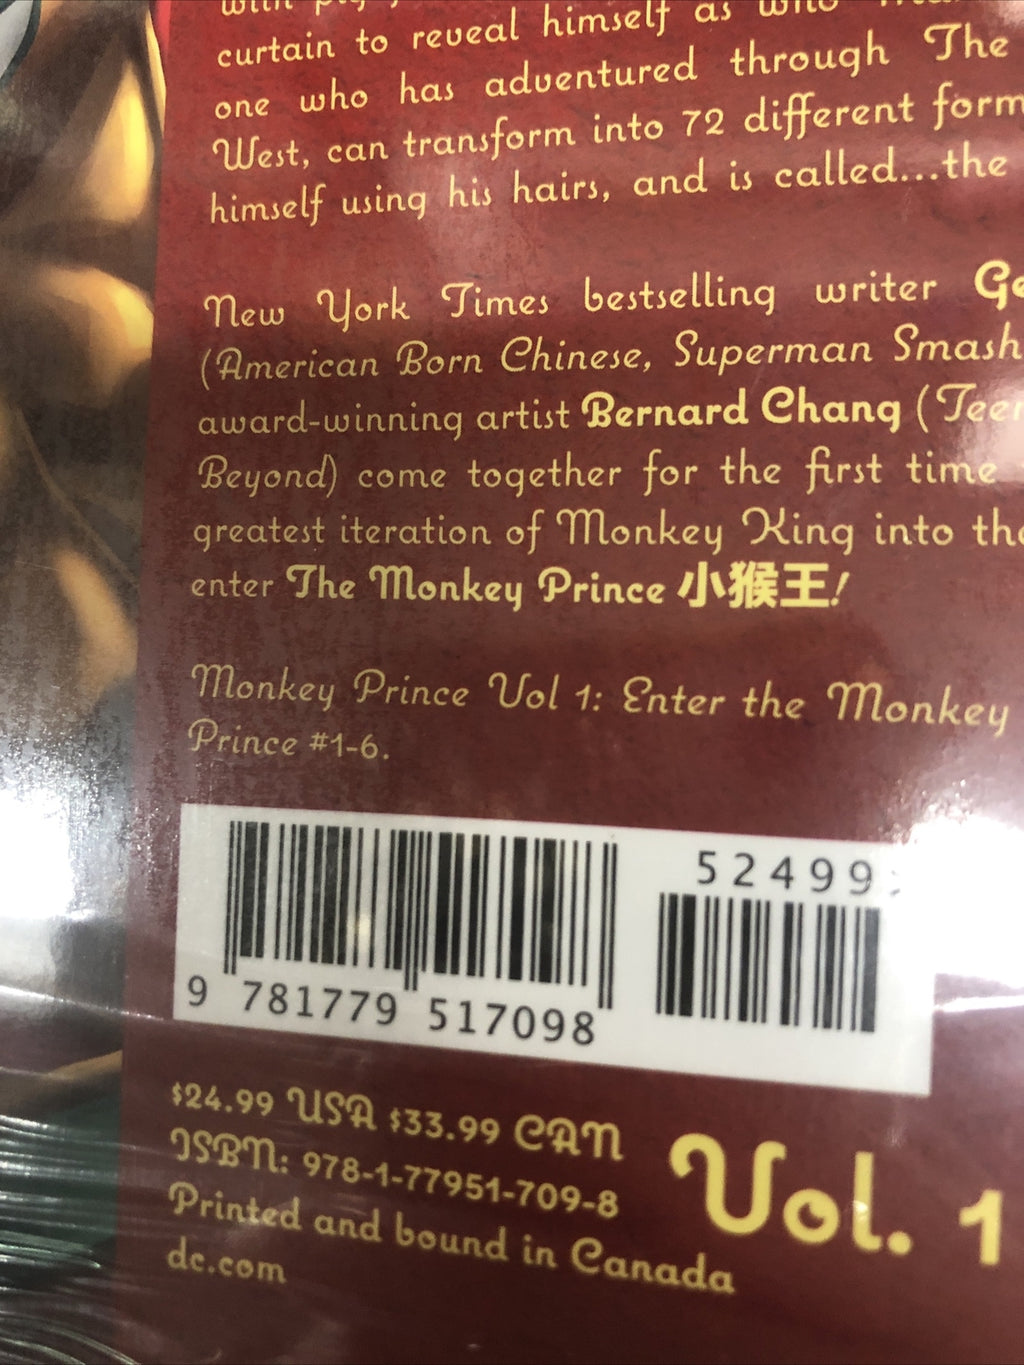 curtain to reveal himself as who
one who has adventured through The
West, can transform into 72 different form
himself using his hairs, and is called...the
New York Times bestselling writer Ge
(American Born Chinese, Superman Smash
award-winning artist Bernard Chang (Teen
Beyond) come together for the first time
greatest iteration of Monkey King into the
enter The Monkey Prince 小猴王!
Monkey Prince Vol 1: Enter the Monkey
Prince #1-6.
52499
9 781779 517098
$24.99 USA $33.99 CAN
ISBN: 978-1-77951-709-8
Printed and bound in Canada
dc.com
Vol. 1